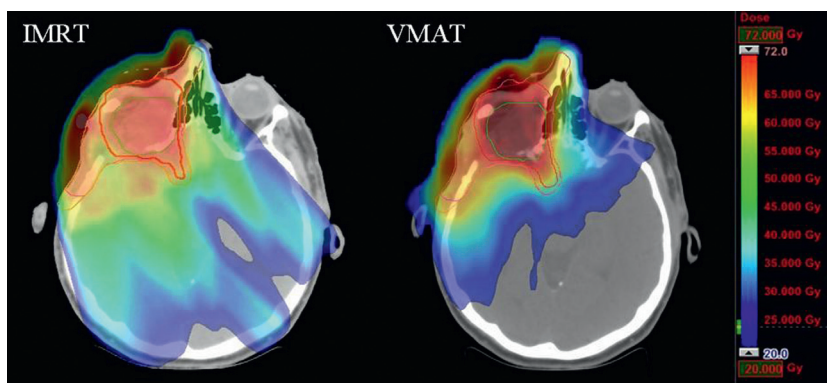 IMRT
VMAT
Dose
72.000 Gy
72.0
65.000 Gy
60.000 Gy
55.000 Gy
50.000 Gy
45.000 Gy
40.000 Gy
35.000 Gy
30.000 Gy
25.000 Gy
20.0
20.000 Gy